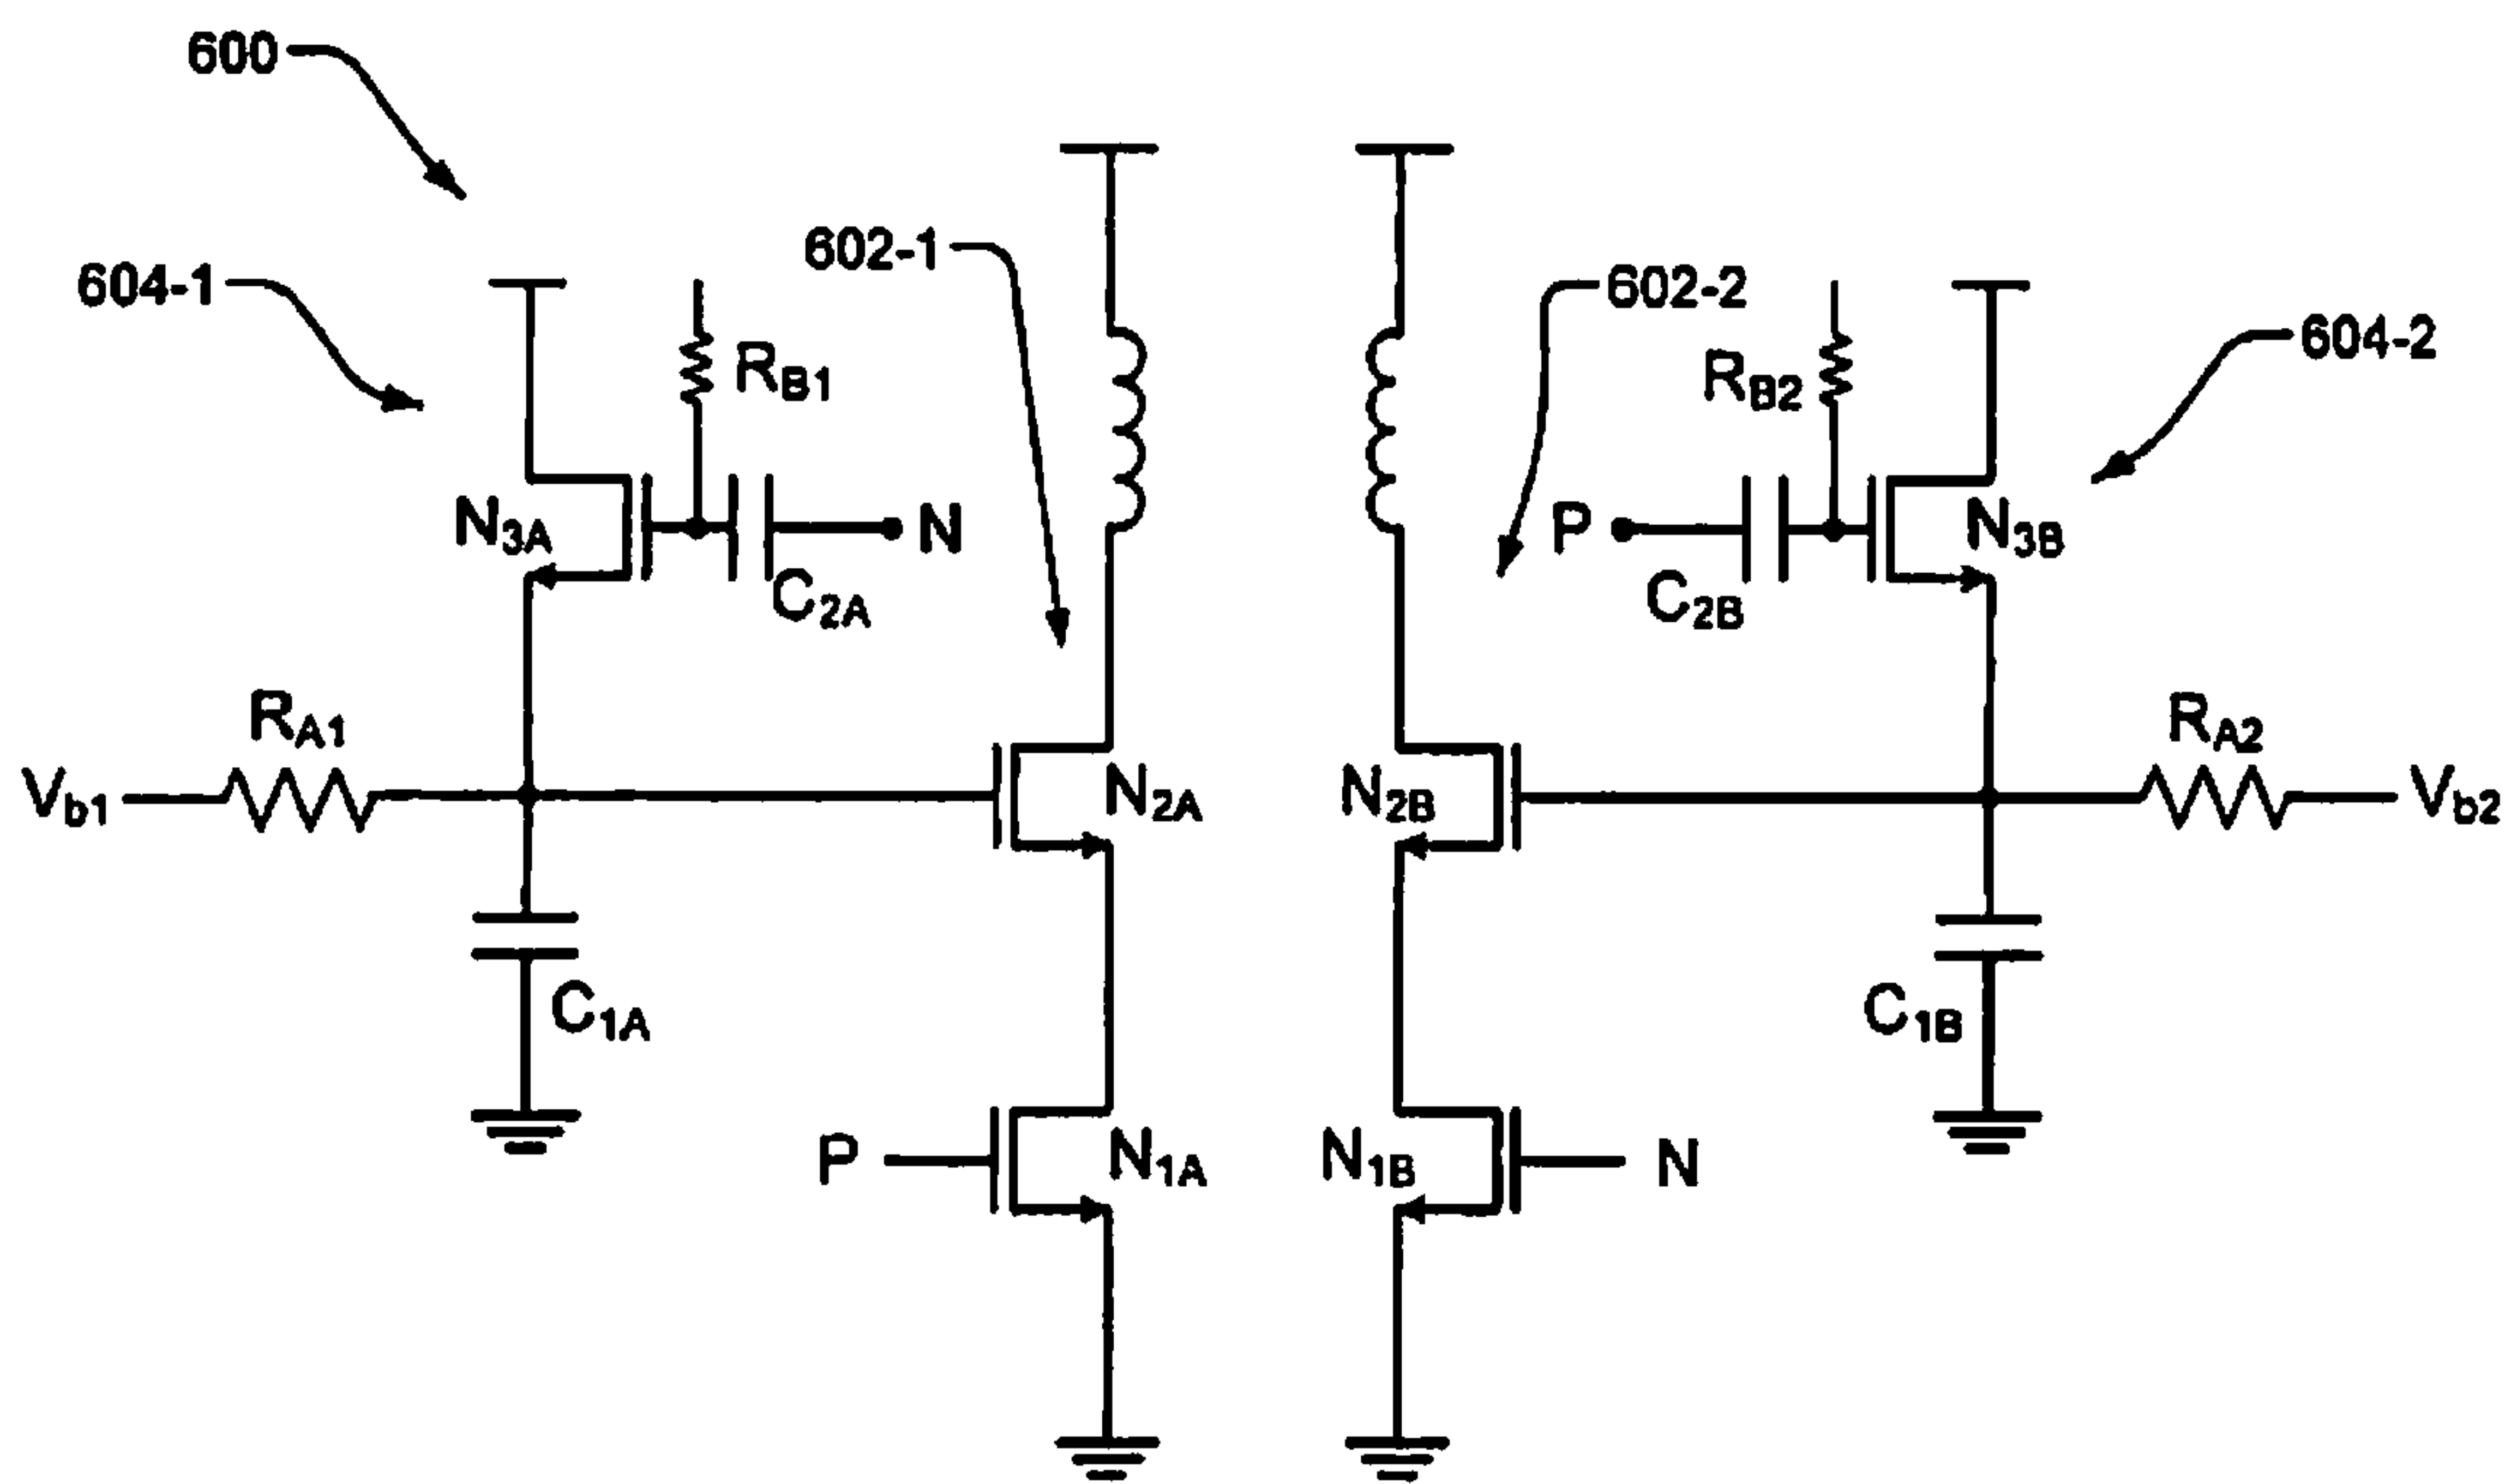 600
602-1
604-1
602-2
604-2
RB1
RB2
N3A
N
P
N3B
C2A
C2B
RA1
RA2
Vb1
N2A
N2B
Vb2
C1A
C1B
P
N1A
N1B
N